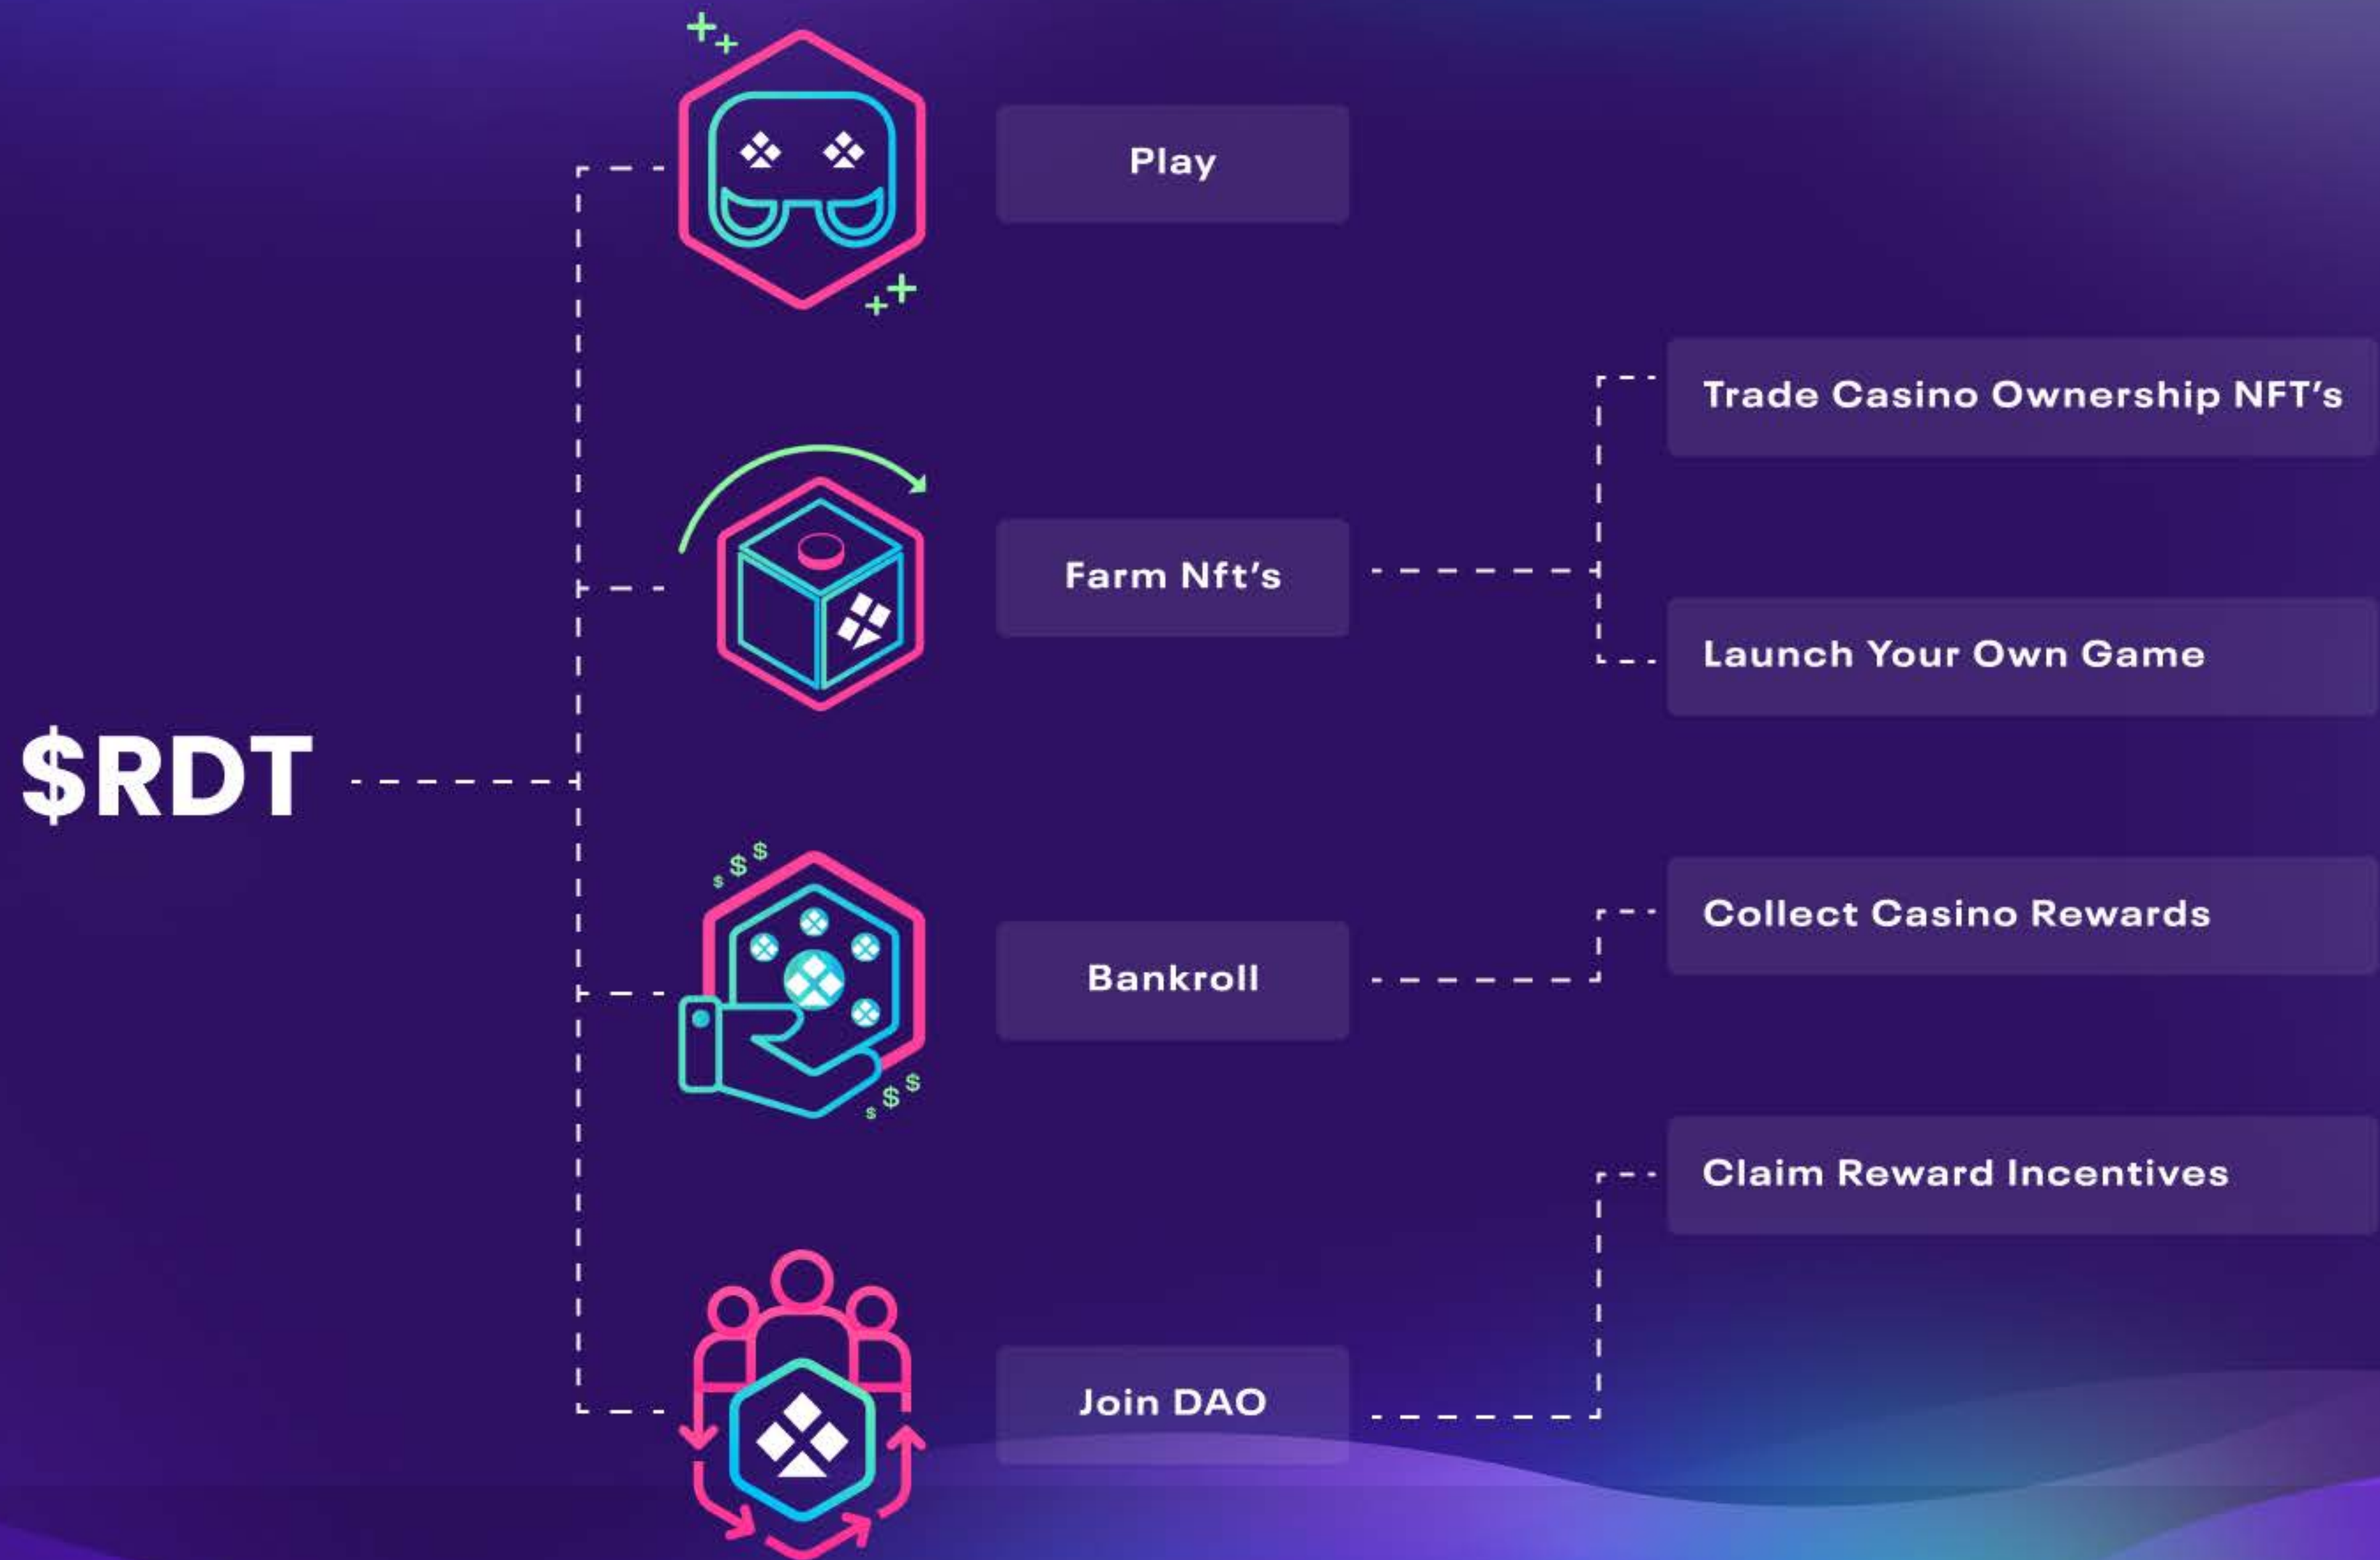 Play
Trade Casino Ownership NFT's
Farm Nft's
Launch Your Own Game
$RDT
$ $ $
Collect Casino Rewards
Bankroll
$ $ $
Claim Reward Incentives
Join DAO